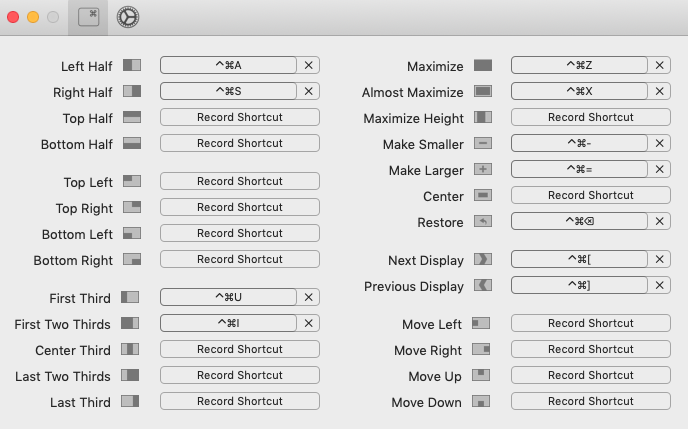 Left Half ^⌘A ×
Right Half ^⌘S ×
Top Half Record Shortcut
Bottom Half Record Shortcut
Top Left Record Shortcut
Top Right Record Shortcut
Bottom Left Record Shortcut
Bottom Right Record Shortcut
First Third ^⌘U ×
First Two Thirds ^⌘I ×
Center Third Record Shortcut
Last Two Thirds Record Shortcut
Last Third Record Shortcut
Maximize ^⌘Z ×
Almost Maximize ^⌘X ×
Maximize Height Record Shortcut
Make Smaller ^⌘- ×
Make Larger ^⌘= ×
Center Record Shortcut
Restore ^⌘⌫ ×
Next Display ^⌘[ ×
Previous Display ^⌘] ×
Move Left Record Shortcut
Move Right Record Shortcut
Move Up Record Shortcut
Move Down Record Shortcut